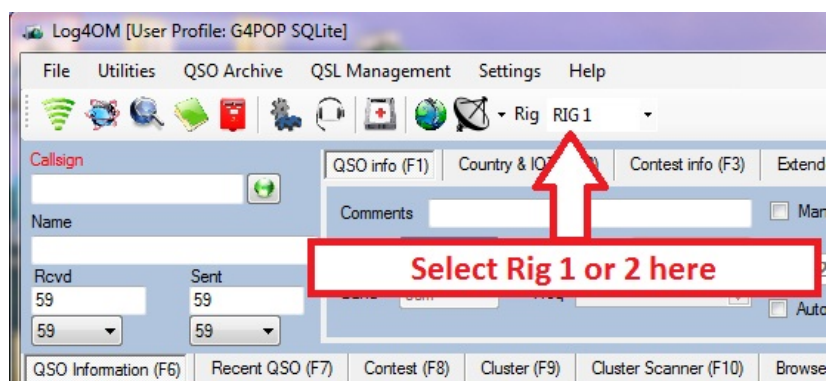 Log4OM [User Profile: G4POP SQLite]
File Utilities QSO Archive QSL Management Settings Help
Rig RIG 1
Callsign
QSO info (F1) Country & IO Contest info (F3) Extend
Comments Mar
Name
Select Rig 1 or 2 here
Rcvd Sent
59 59
Auto
59 59
QSO Information (F6) Recent QSO (F7) Contest (F8) Cluster (F9) Cluster Scanner (F10) Browse